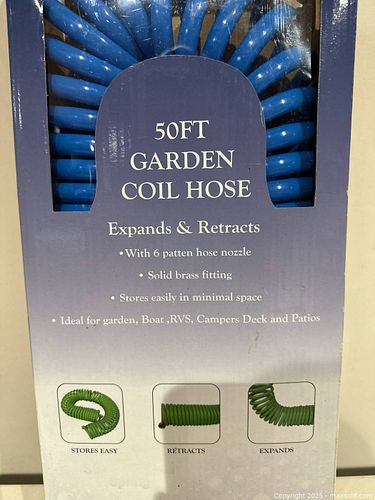 50FT
GARDEN
COIL HOSE
Expands & Retracts
• With 6 patten hose nozzle
• Solid brass fitting
• Stores easily in minimal space
• Ideal for garden, Boat ,RVS, Campers Deck and Patios
STORES EASY
RETRACTS
EXPANDS
Copyright © 2025 - maxsold.com